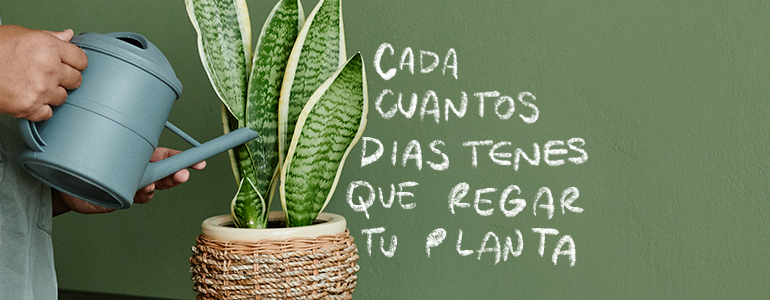 CADA
CUANTOS
DIAS TENES
QUE REGAR
TU PLANTA